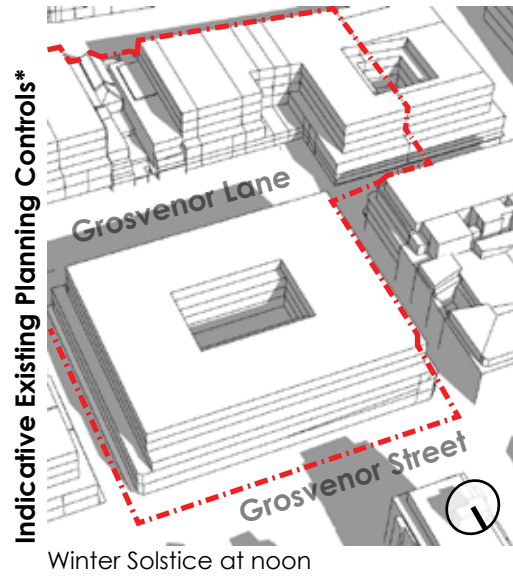 Indicative Existing Planning Controls*
Grosvenor Lane
Grosvenor Street
Winter Solstice at noon